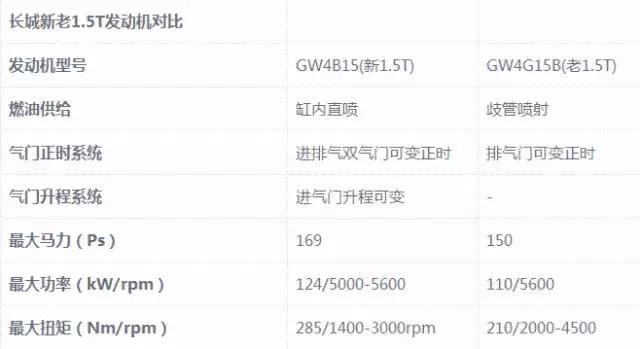 长城新老1.5T发动机对比
发动机型号 GW4B15(新1.5T) GW4G15B(老1.5T)
燃油供给 缸内直喷 歧管喷射
气门正时系统 进排气双气门可变正时 排气门可变正时
气门升程系统 进气门升程可变 -
最大马力（Ps） 169 150
最大功率（kW/rpm） 124/5000-5600 110/5600
最大扭矩（Nm/rpm） 285/1400-3000rpm 210/2000-4500